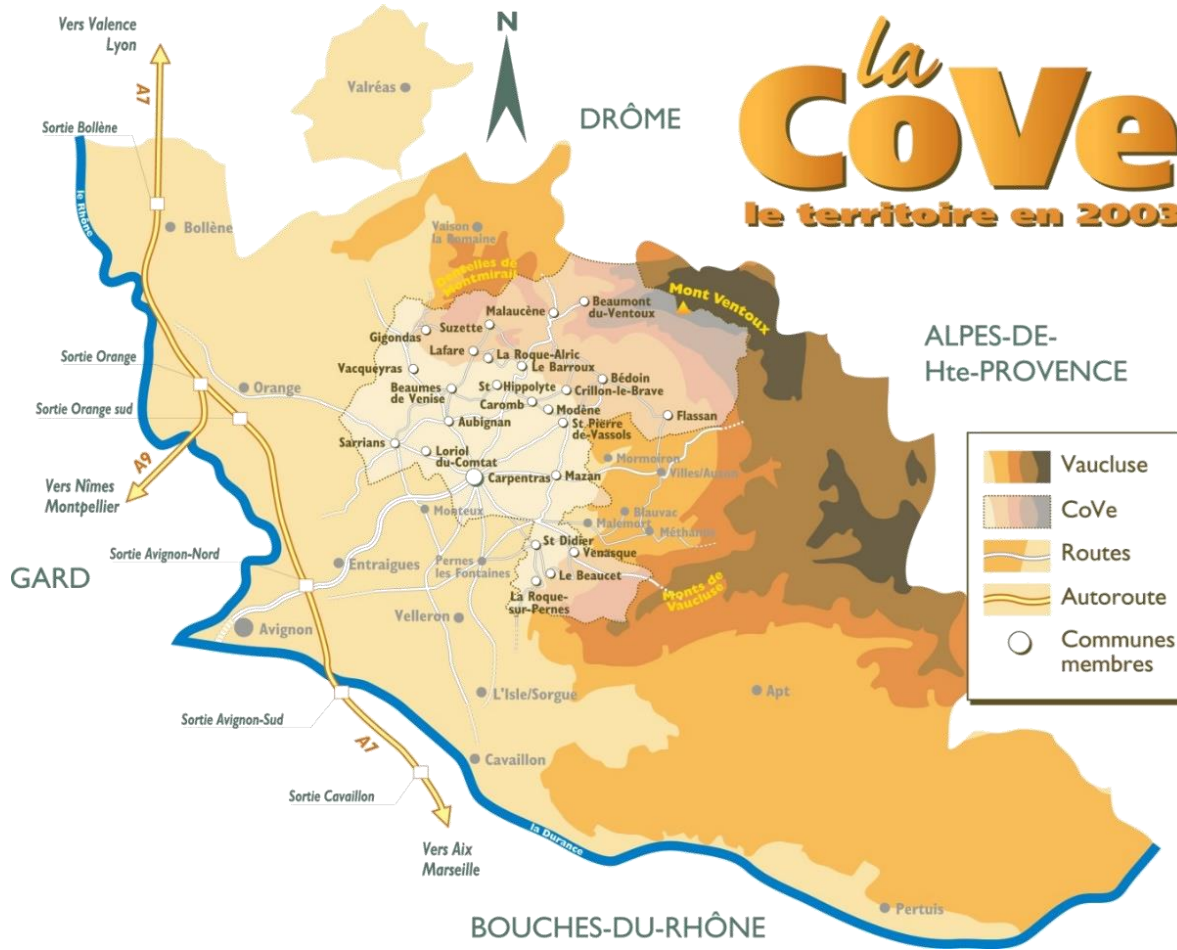 Vers Valence
Lyon
A7
Sortie Bollène
le Rhône
Bollène
Valréas
N
DRÔME
la
CoVe
le territoire en 2003
Vaison
la Romaine
Dentelles de
Montmirail
Mont Ventoux
ALPES-DE-
Hte-PROVENCE
Malaucène
Beaumont
du-Ventoux
Suzette
Gigondas
Lafare
La Roque-Alric
Le Barroux
Vacqueyras
Beaumes
de Venise
St Hippolyte
Bédoin
Crillon-le-Brave
Caromb
Modène
Flassan
Aubignan
St Pierre
de-Vassols
Sarrians
Loriol
du-Comtat
Carpentras
Mazan
Mormoiron
Villes/Auzon
Sortie Orange
Orange
Sortie Orange sud
A9
Vers Nîmes
Montpellier
Monteux
Blauvac
Malemort
Méthamis
Sortie Avignon-Nord
Entraigues
Pernes
les Fontaines
St Didier
Venasque
Le Beaucet
La Roque-
sur-Pernes
Monts de
Vaucluse
GARD
Avignon
Velleron
L'Isle/Sorgue
Apt
Sortie Avignon-Sud
A7
Cavaillon
Sortie Cavaillon
Vers Aix
Marseille
la Durance
Pertuis
BOUCHES-DU-RHÔNE
Vaucluse
CoVe
Routes
Autoroute
Communes
membres